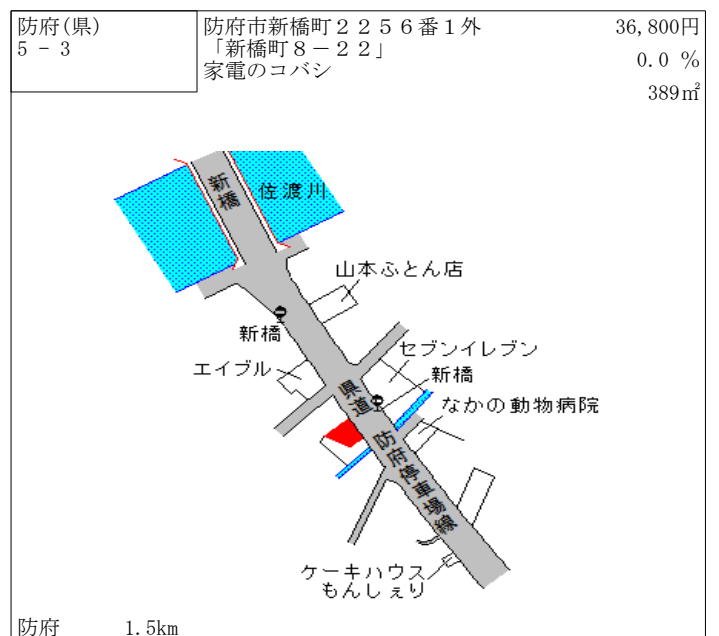 防府(県)
5 - 3
防府市新橋町２２５６番１外
「新橋町８－２２」
家電のコバシ
36,800円
0.0 %
389㎡
新橋
佐渡川
山本ふとん店
新橋
エイブル
セブンイレブン
新橋
なかの動物病院
県道 防府停車場線
ケーキハウス
もんしぇり
防府 1.5km